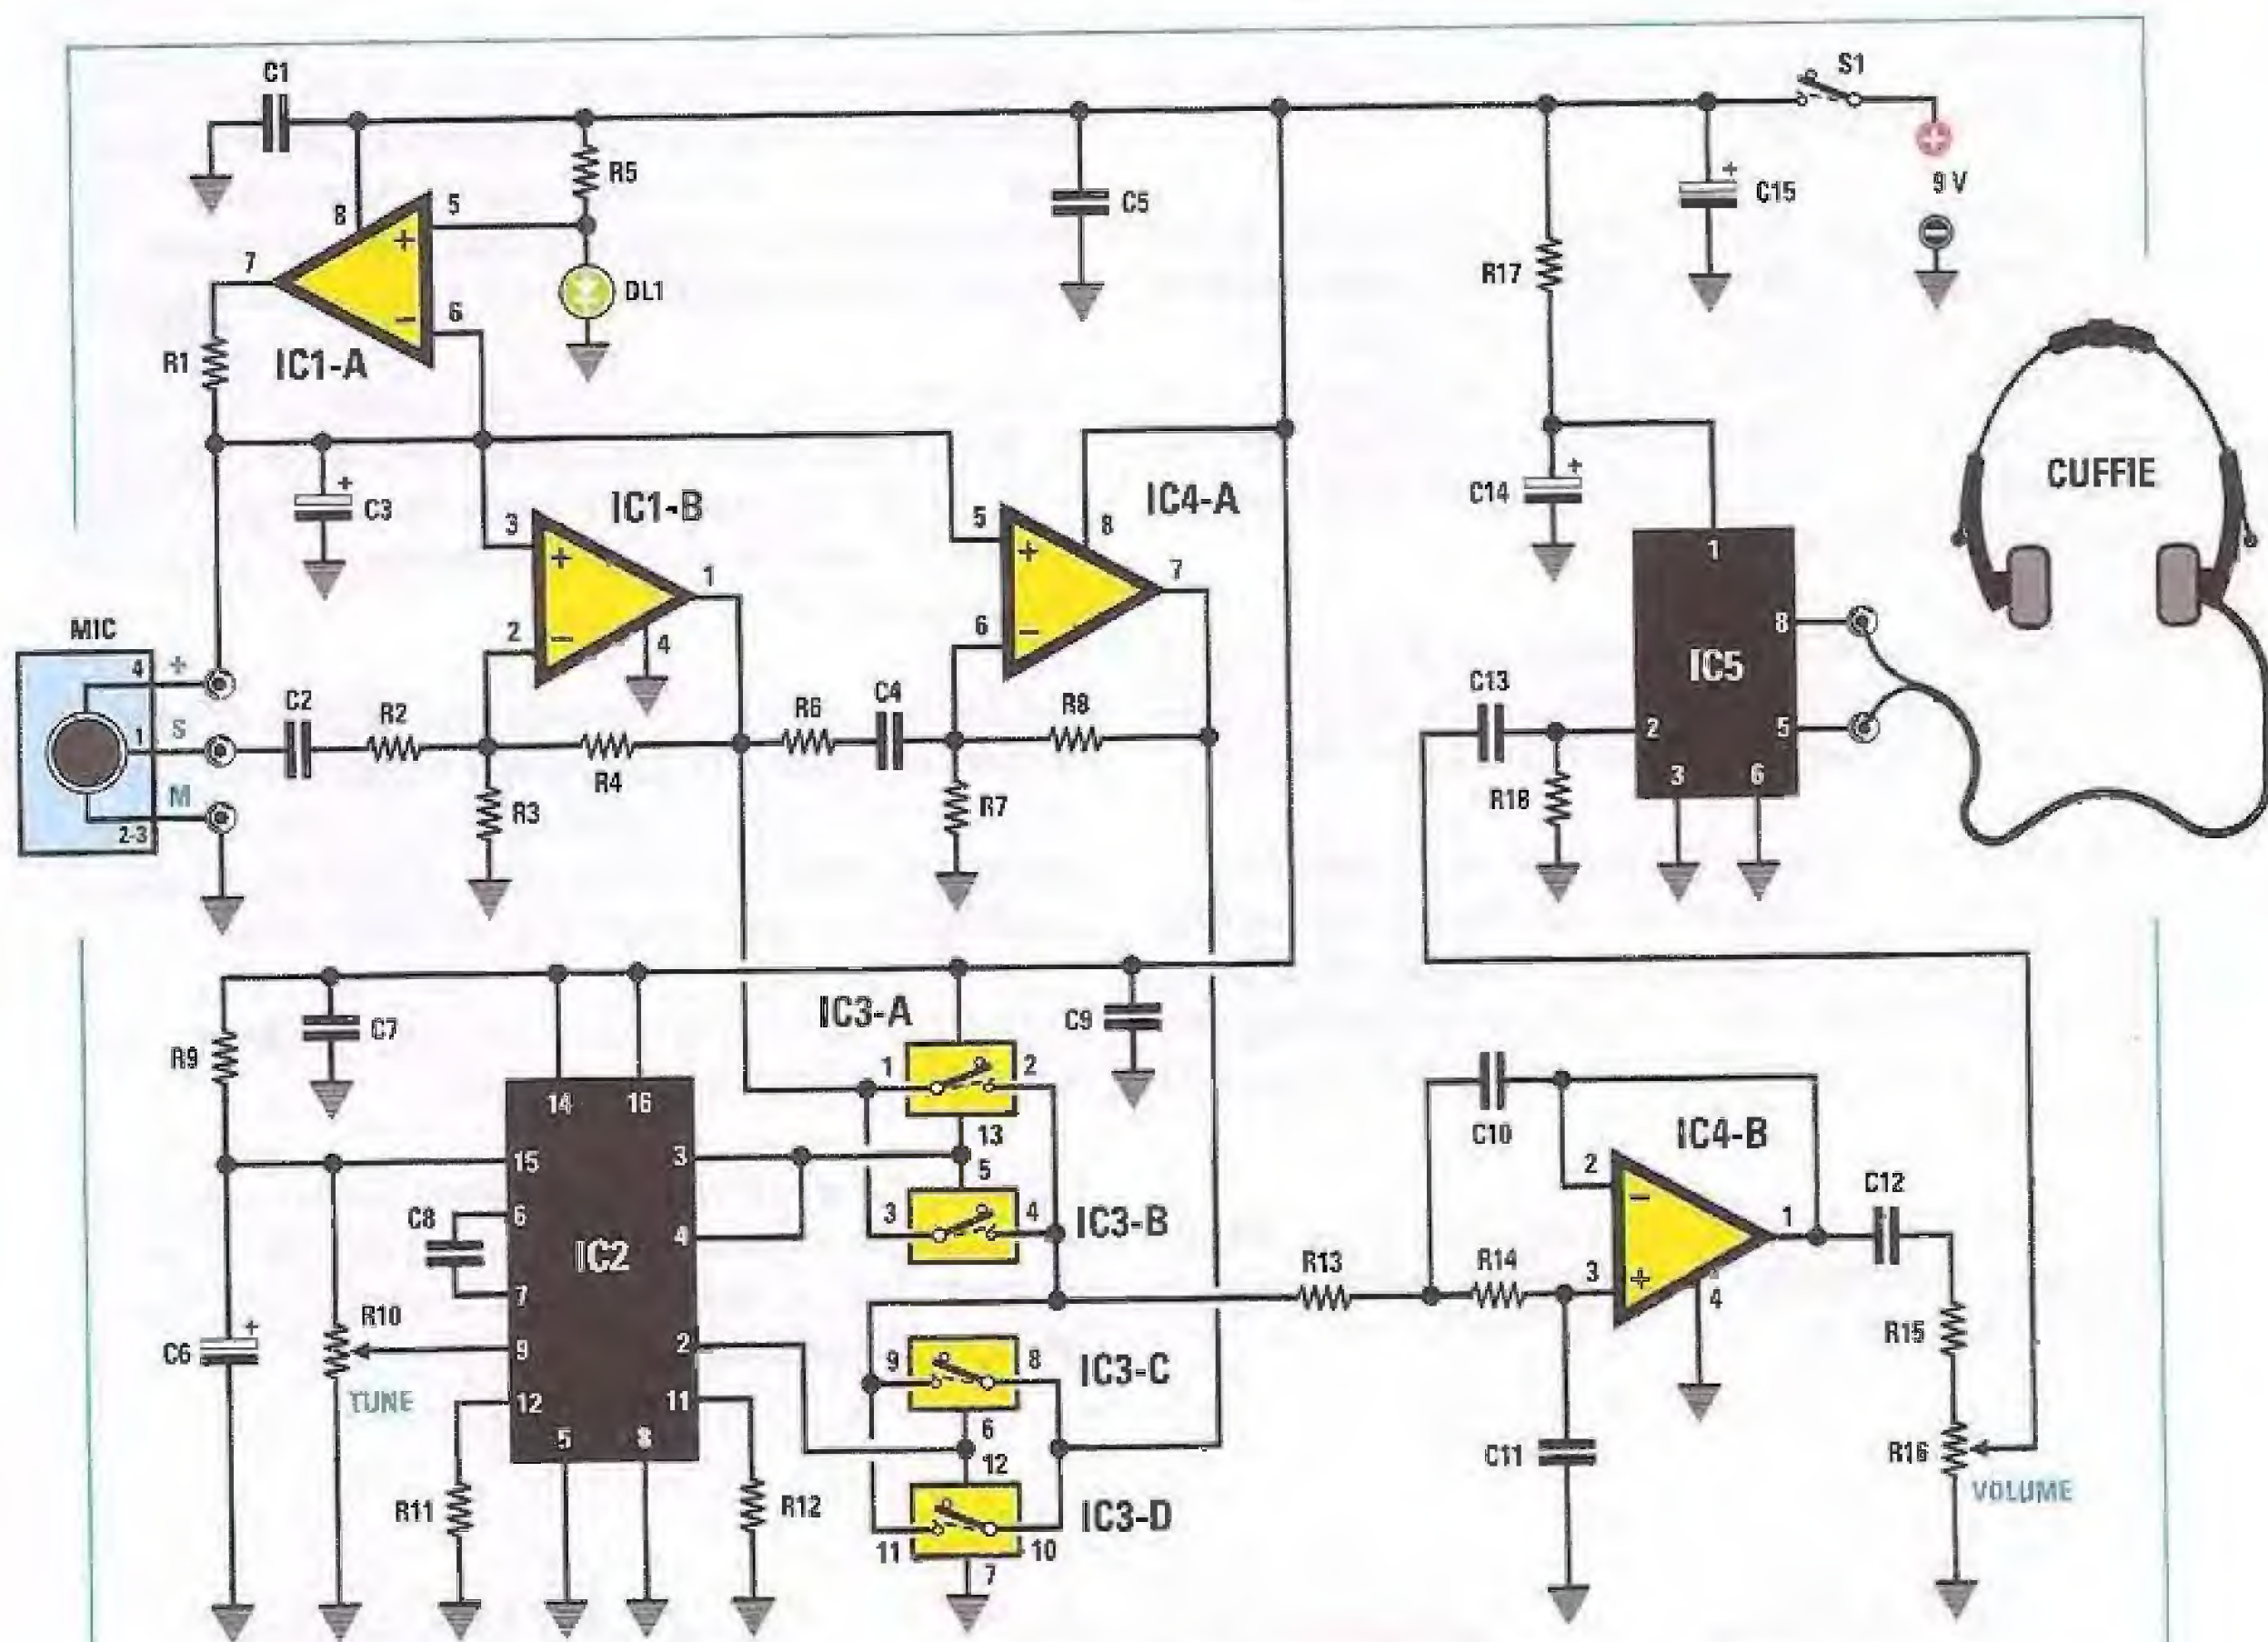 C1
S1
R5
C5
C15
9 V
8
5
+
7
6
−
DL1
R17
R1
IC1-A
C3
+
IC1-B
IC4-A
C14
+
CUFFIE
3
+
2
−
1
4
5
+
8
7
6
−
1
8
IC5
2
5
3
6
MIC
4
+
1
S
M
2-3
C2
R2
R4
R3
R6
C4
R8
R7
C13
R18
R9
C7
IC3-A
C9
1
2
13
14
16
15
3
5
6
4
C8
IC2
7
3
4
IC3-B
C10
IC4-B
2
−
1
C12
R13
R14
3
+
4
C6
+
R10
TUNE
9
2
12
11
5
8
R11
R12
9
8
IC3-C
6
12
IC3-D
11
10
7
C11
R15
R16
VOLUME